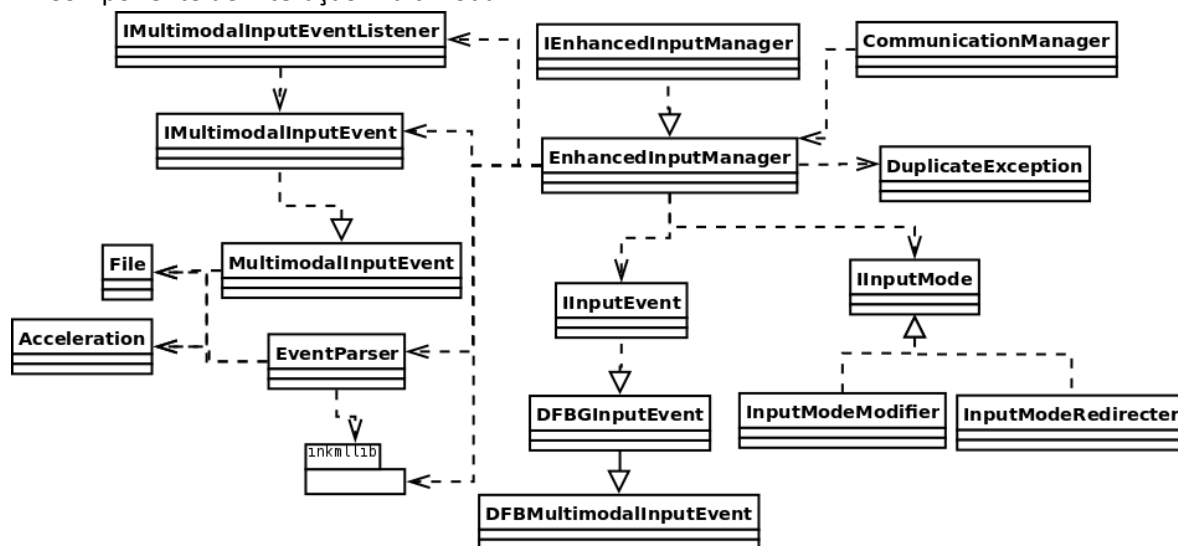 IMultimodalInputEventListener
IEnhancedInputManager
CommunicationManager
IMultimodalInputEvent
EnhancedInputManager
DuplicateException
File
MultimodalInputEvent
IInputMode
IInputEvent
Acceleration
EventParser
DFBGInputEvent
InputModeModifier
InputModeRedirecter
inkmllib
DFBMultimodalInputEvent